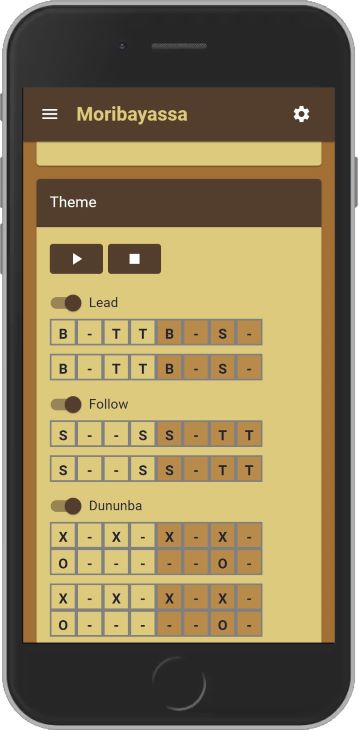 Moribayassa
Theme
Lead
B - T T B - S -
B - T T B - S -
Follow
S - - S S - T T
S - - S S - T T
Dununba
X - X - X - X -
O - - - - - O -
X - X - X - X -
O - - - - - O -